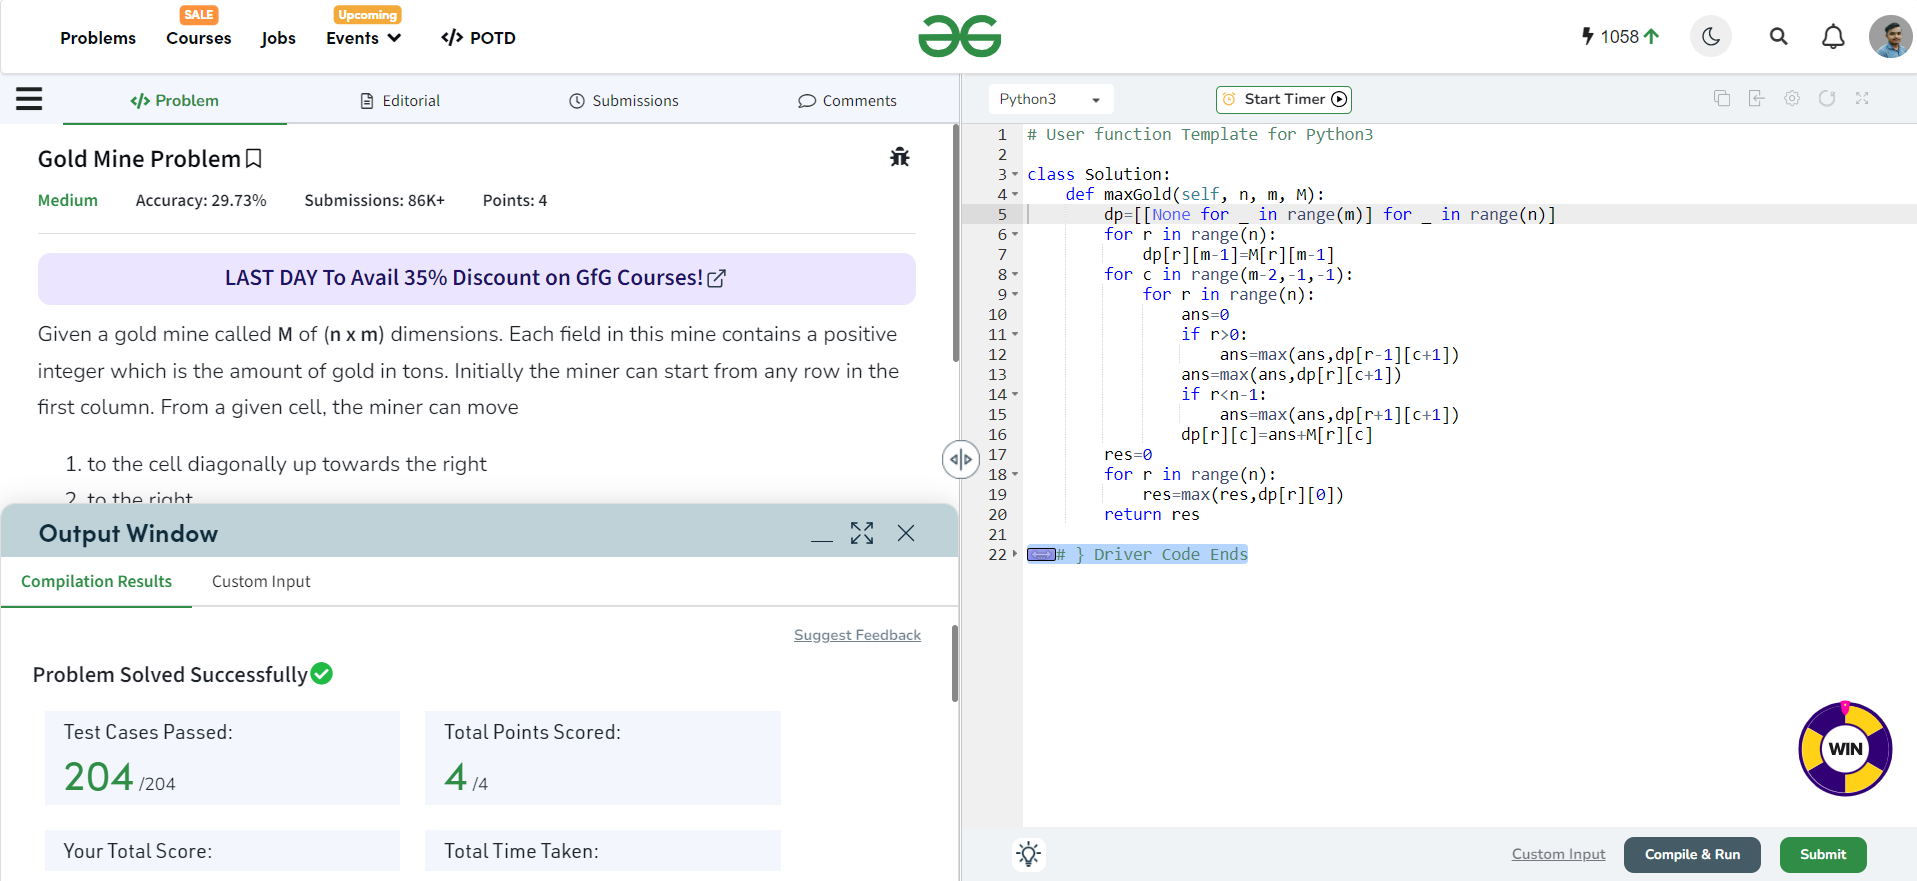 SALE
Upcoming
Problems
Courses
Jobs
Events
</> POTD
1058
</> Problem
Editorial
Submissions
Comments
Python3
Start Timer
Gold Mine Problem
Medium
Accuracy: 29.73%
Submissions: 86K+
Points: 4
LAST DAY To Avail 35% Discount on GfG Courses!
Given a gold mine called M of (n x m) dimensions. Each field in this mine contains a positive
integer which is the amount of gold in tons. Initially the miner can start from any row in the
first column. From a given cell, the miner can move
1. to the cell diagonally up towards the right
2. to the right
Output Window
Compilation Results
Custom Input
Suggest Feedback
Problem Solved Successfully
Test Cases Passed:
204 /204
Total Points Scored:
4 /4
Your Total Score:
Total Time Taken:
1 # User function Template for Python3
2
3 class Solution:
4     def maxGold(self, n, m, M):
5         dp=[[None for _ in range(m)] for _ in range(n)]
6         for r in range(n):
7             dp[r][m-1]=M[r][m-1]
8         for c in range(m-2,-1,-1):
9             for r in range(n):
10                 ans=0
11                 if r>0:
12                     ans=max(ans,dp[r-1][c+1])
13                 ans=max(ans,dp[r][c+1])
14                 if r<n-1:
15                     ans=max(ans,dp[r+1][c+1])
16                 dp[r][c]=ans+M[r][c]
17         res=0
18         for r in range(n):
19             res=max(res,dp[r][0])
20         return res
21
22 # } Driver Code Ends
WIN
Custom Input
Compile & Run
Submit